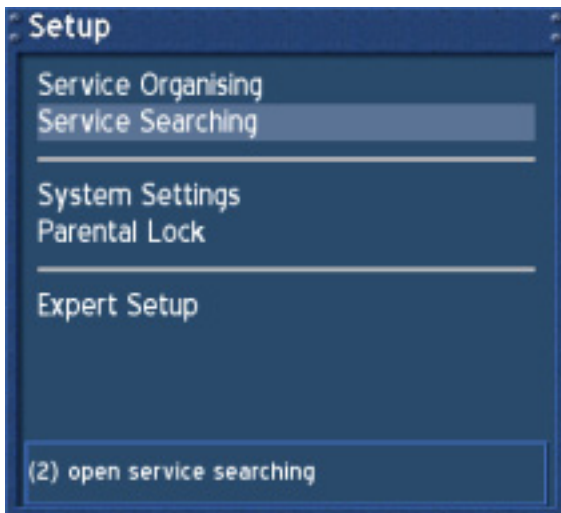 Setup
Service Organising
Service Searching
System Settings
Parental Lock
Expert Setup
(2) open service searching